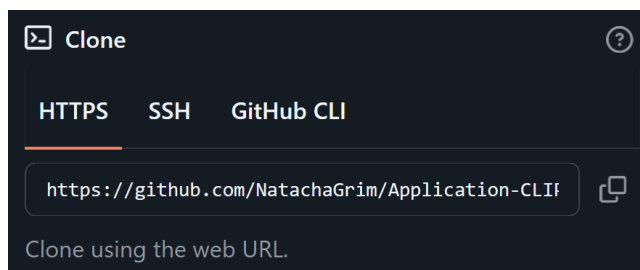 Clone
HTTPS SSH GitHub CLI
https://github.com/NatachaGrim/Application-CLI
Clone using the web URL.